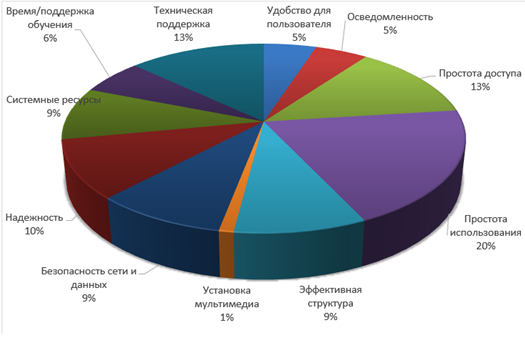 Время/поддержка
обучения
6%
Техническая
поддержка
13%
Удобство для
пользователя
5%
Осведомленность
5%
Простота доступа
13%
Системные ресурсы
9%
Надежность
10%
Простота
использования
20%
Безопасность сети и
данных
9%
Установка
мультимедиа
1%
Эффективная
структура
9%